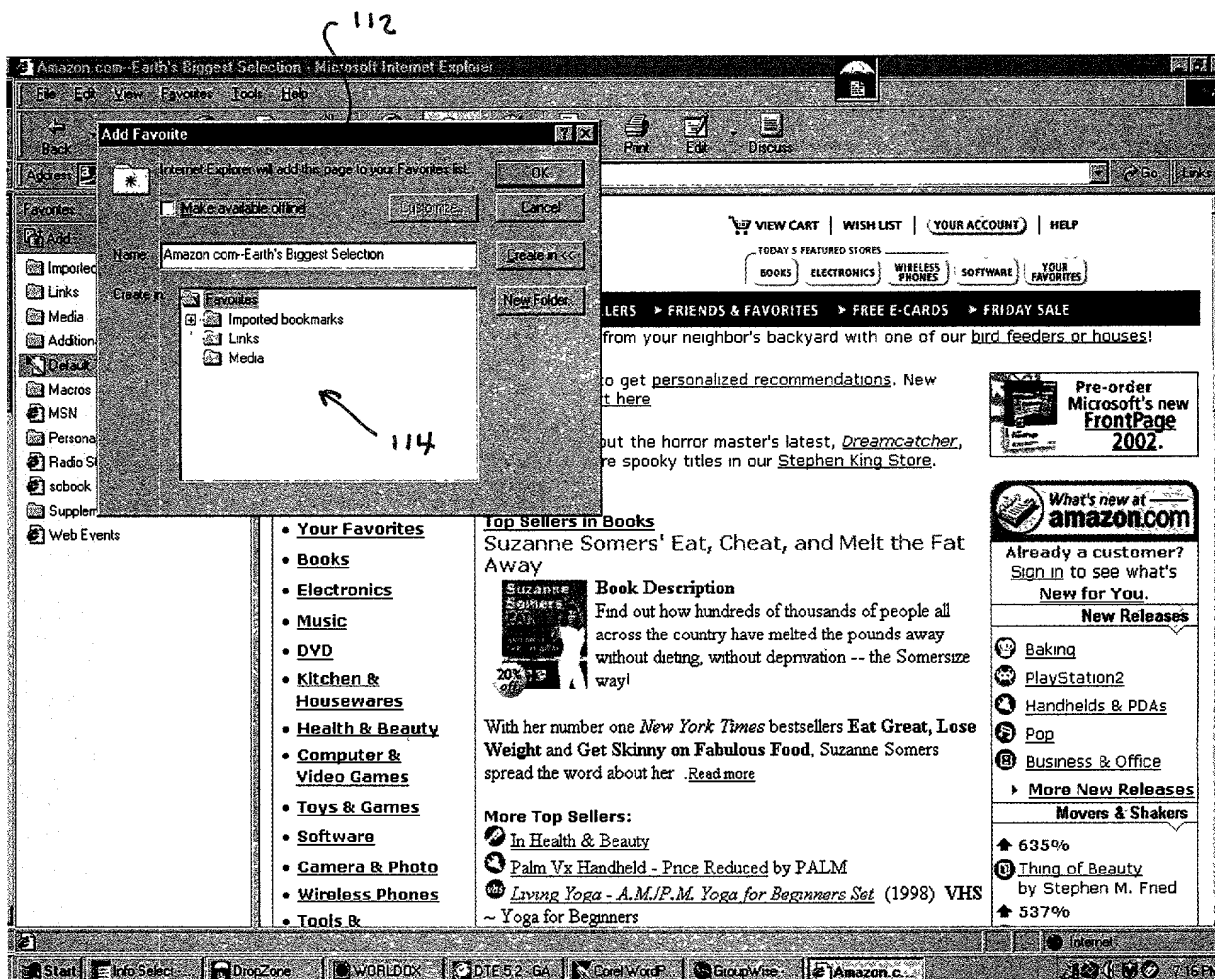 112
Amazon.com--Earth's Biggest Selection - Microsoft Internet Explorer
File Edit View Favorites Tools Help
Back Print Edit Discuss
Address Go Links
Add Favorite
Internet Explorer will add this page to your Favorites list.
OK
Make available offline
Customize...
Cancel
Name: Amazon com--Earth's Biggest Selection
Create in <<
Create in:
Favorites
Imported bookmarks
Links
Media
New Folder...
114
Favorites
Add
Imported
Links
Media
Addition
Default
Macros
MSN
Persona
Radio St
scbook
Supplem
Web Events
VIEW CART | WISH LIST | YOUR ACCOUNT | HELP
TODAY'S FEATURED STORES
BOOKS ELECTRONICS WIRELESS PHONES SOFTWARE YOUR FAVORITES
LERS FRIENDS & FAVORITES FREE E-CARDS FRIDAY SALE
from your neighbor's backyard with one of our bird feeders or houses!
to get personalized recommendations. New
t here
out the horror master's latest, Dreamcatcher,
re spooky titles in our Stephen King Store.
• Your Favorites
• Books
• Electronics
• Music
• DVD
• Kitchen &
Housewares
• Health & Beauty
• Computer &
Video Games
• Toys & Games
• Software
• Camera & Photo
• Wireless Phones
• Tools &
Top Sellers in Books
Suzanne Somers' Eat, Cheat, and Melt the Fat
Away
Suzanne
Somers
20%
off
Book Description
Find out how hundreds of thousands of people all
across the country have melted the pounds away
without dieting, without deprivation -- the Somersize
way!
With her number one New York Times bestsellers Eat Great, Lose
Weight and Get Skinny on Fabulous Food, Suzanne Somers
spread the word about her .Read more
More Top Sellers:
In Health & Beauty
Palm Vx Handheld - Price Reduced by PALM
vhs Living Yoga - A.M./P.M. Yoga for Beginners Set (1998) VHS
~ Yoga for Beginners
Pre-order
Microsoft's new
FrontPage
2002.
What's new at
amazon.com
Already a customer?
Sign in to see what's
New for You.
New Releases
Baking
PlayStation2
Handhelds & PDAs
Pop
Business & Office
More New Releases
Movers & Shakers
635%
Thing of Beauty
by Stephen M. Fried
537%
Internet
Start Info Select DropZone WORLDOX DTE 5.2 GA Corel WordP GroupWise Amazon.c...